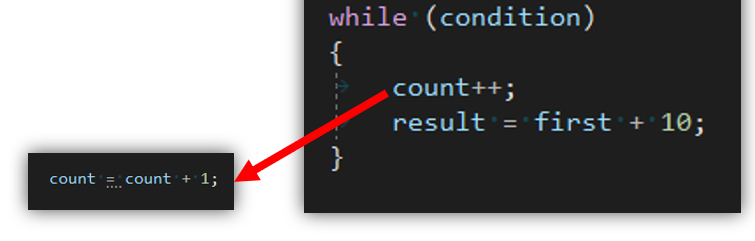 while (condition)
{
count++;
result = first + 10;
}
count = count + 1;